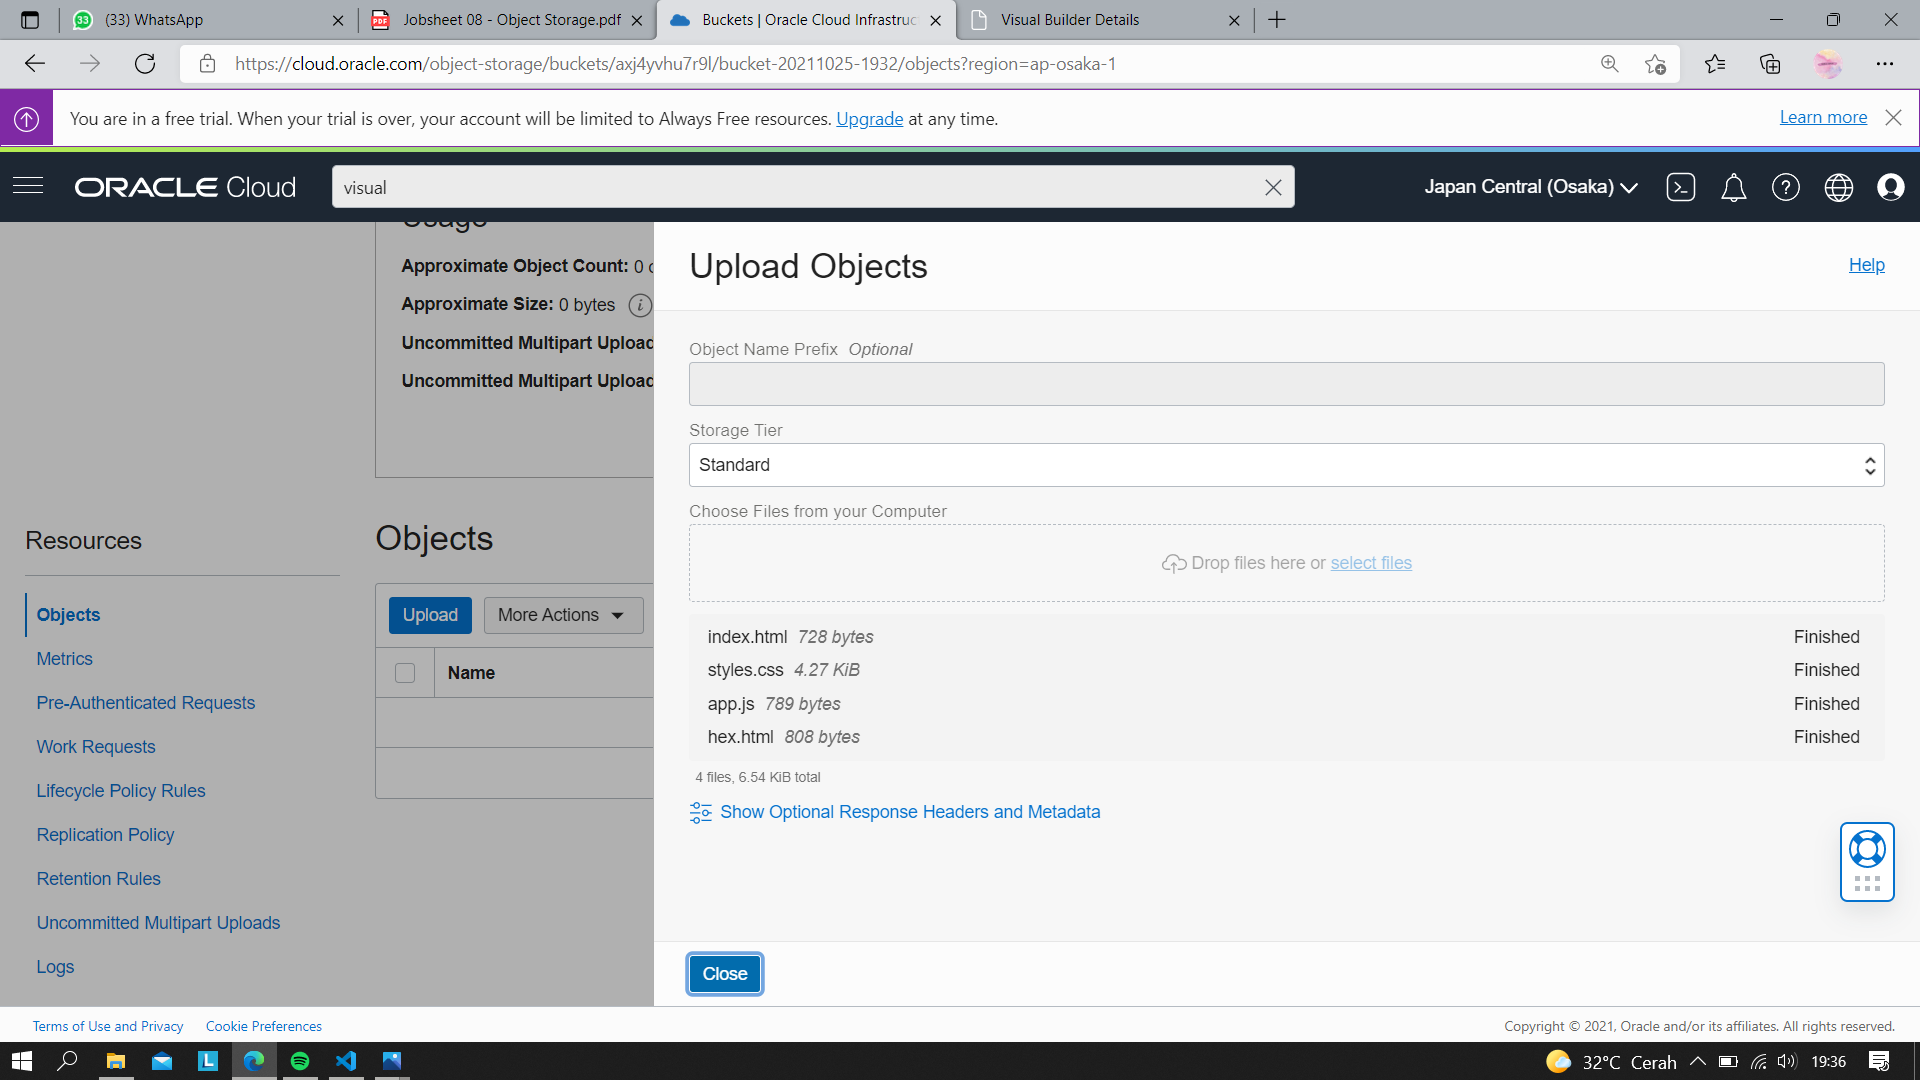 (33) WhatsApp
Jobsheet 08 - Object Storage.pdf
Buckets | Oracle Cloud Infrastruc
Visual Builder Details
https://cloud.oracle.com/object-storage/buckets/axj4yvhu7r9l/bucket-20211025-1932/objects?region=ap-osaka-1
You are in a free trial. When your trial is over, your account will be limited to Always Free resources. Upgrade at any time.
Learn more
ORACLE Cloud
visual
Japan Central (Osaka)
Usage
Approximate Object Count: 0
Approximate Size: 0 bytes
Uncommitted Multipart Upload
Uncommitted Multipart Upload
Resources
Objects
Metrics
Pre-Authenticated Requests
Work Requests
Lifecycle Policy Rules
Replication Policy
Retention Rules
Uncommitted Multipart Uploads
Logs
Objects
Upload
More Actions
Name
Upload Objects
Help
Object Name Prefix Optional
Storage Tier
Standard
Choose Files from your Computer
Drop files here or select files
index.html 728 bytes Finished
styles.css 4.27 KiB Finished
app.js 789 bytes Finished
hex.html 808 bytes Finished
4 files, 6.54 KiB total
Show Optional Response Headers and Metadata
Close
Terms of Use and Privacy
Cookie Preferences
Copyright © 2021, Oracle and/or its affiliates. All rights reserved.
32°C Cerah
19:36